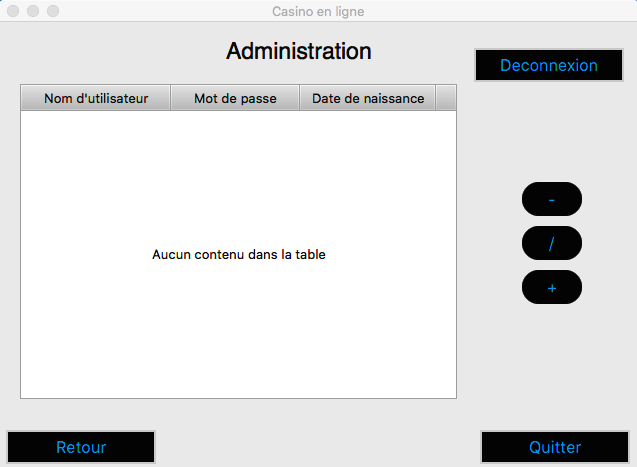 Casino en ligne
Administration
Deconnexion
Nom d'utilisateur Mot de passe Date de naissance
-
Aucun contenu dans la table
/
+
Retour
Quitter